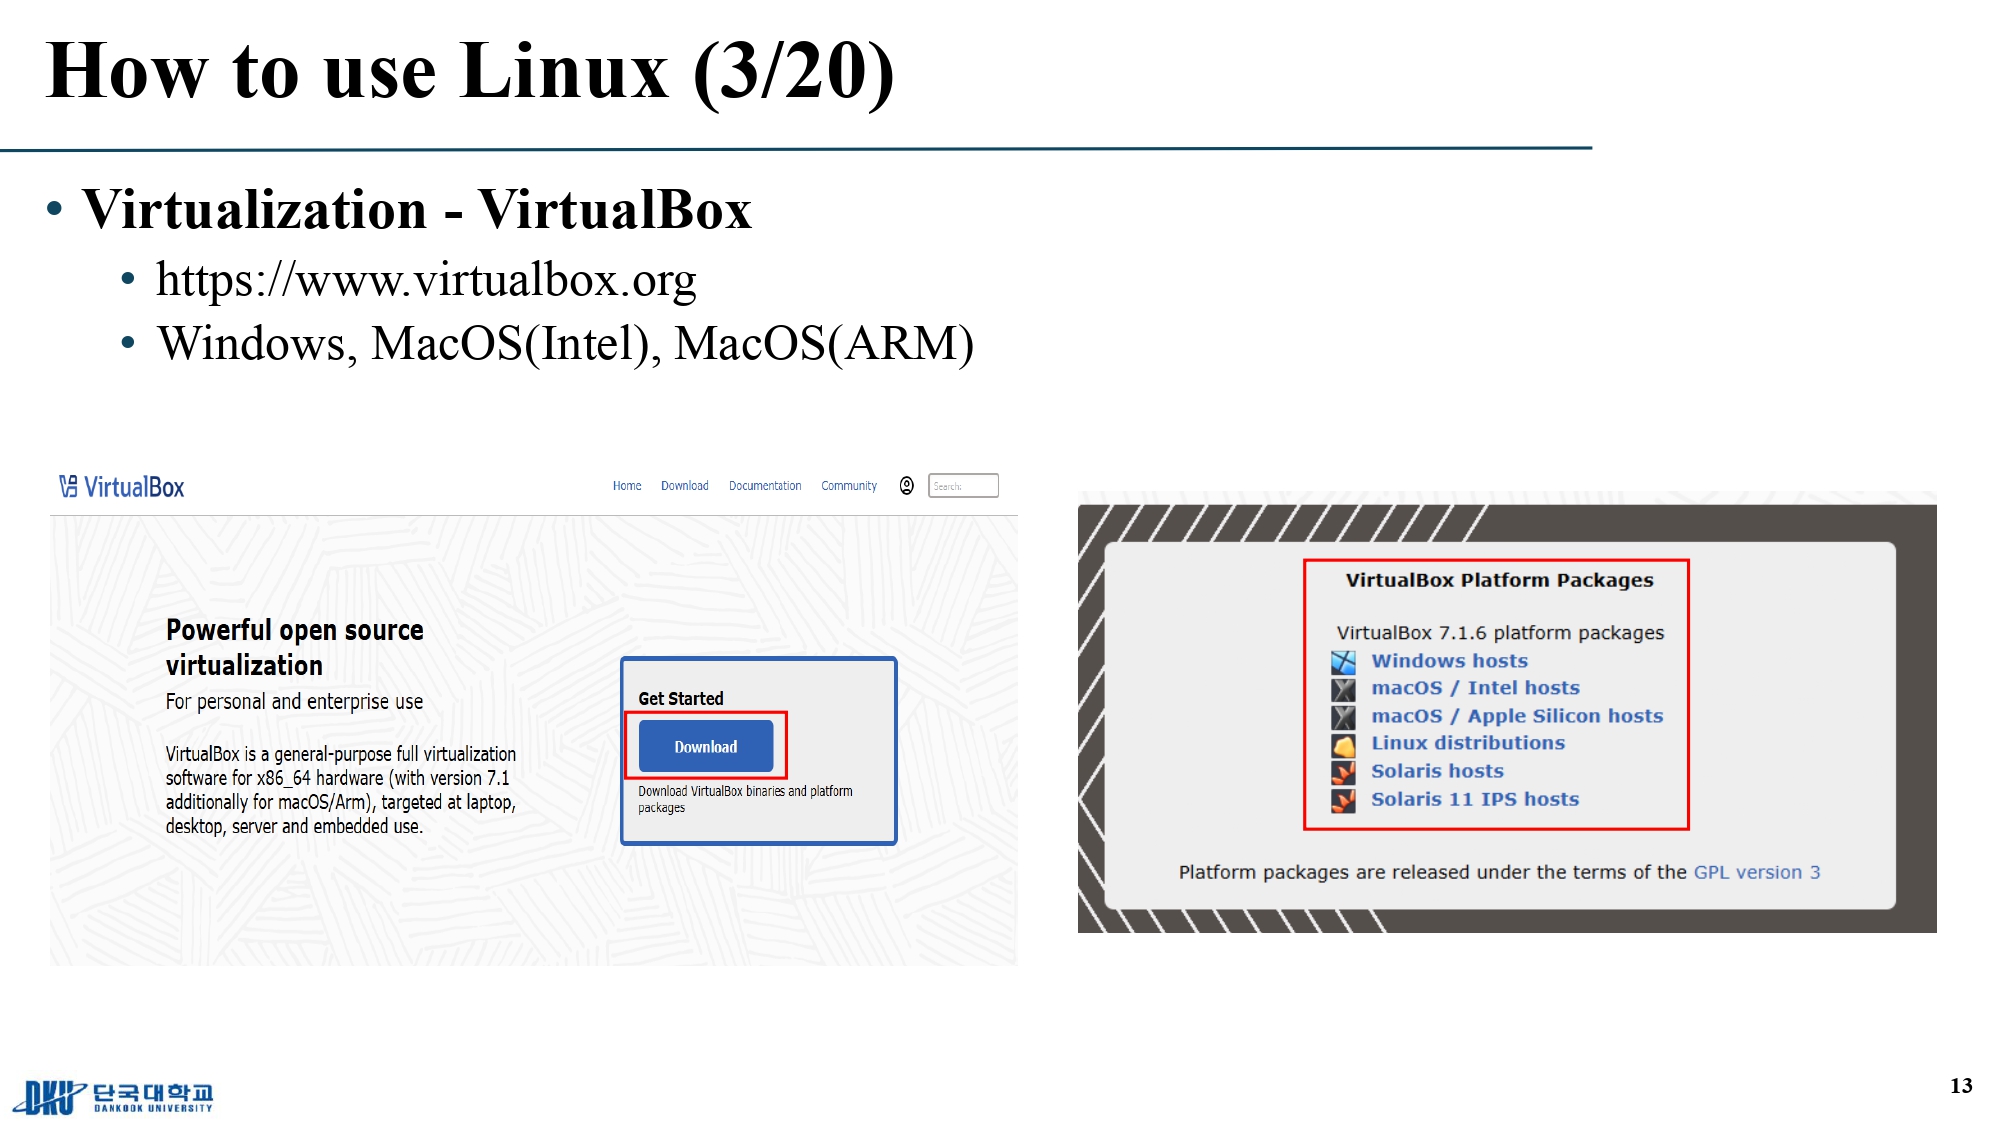 How to use Linux (3/20)
• Virtualization - VirtualBox
• https://www.virtualbox.org
• Windows, MacOS(Intel), MacOS(ARM)
VirtualBox
Home Download Documentation Community Search:
Powerful open source
virtualization
For personal and enterprise use
VirtualBox is a general-purpose full virtualization
software for x86_64 hardware (with version 7.1
additionally for macOS/Arm), targeted at laptop,
desktop, server and embedded use.
Get Started
Download
Download VirtualBox binaries and platform
packages
VirtualBox Platform Packages
VirtualBox 7.1.6 platform packages
Windows hosts
macOS / Intel hosts
macOS / Apple Silicon hosts
Linux distributions
Solaris hosts
Solaris 11 IPS hosts
Platform packages are released under the terms of the GPL version 3
DKU 단국대학교
DANKOOK UNIVERSITY
13